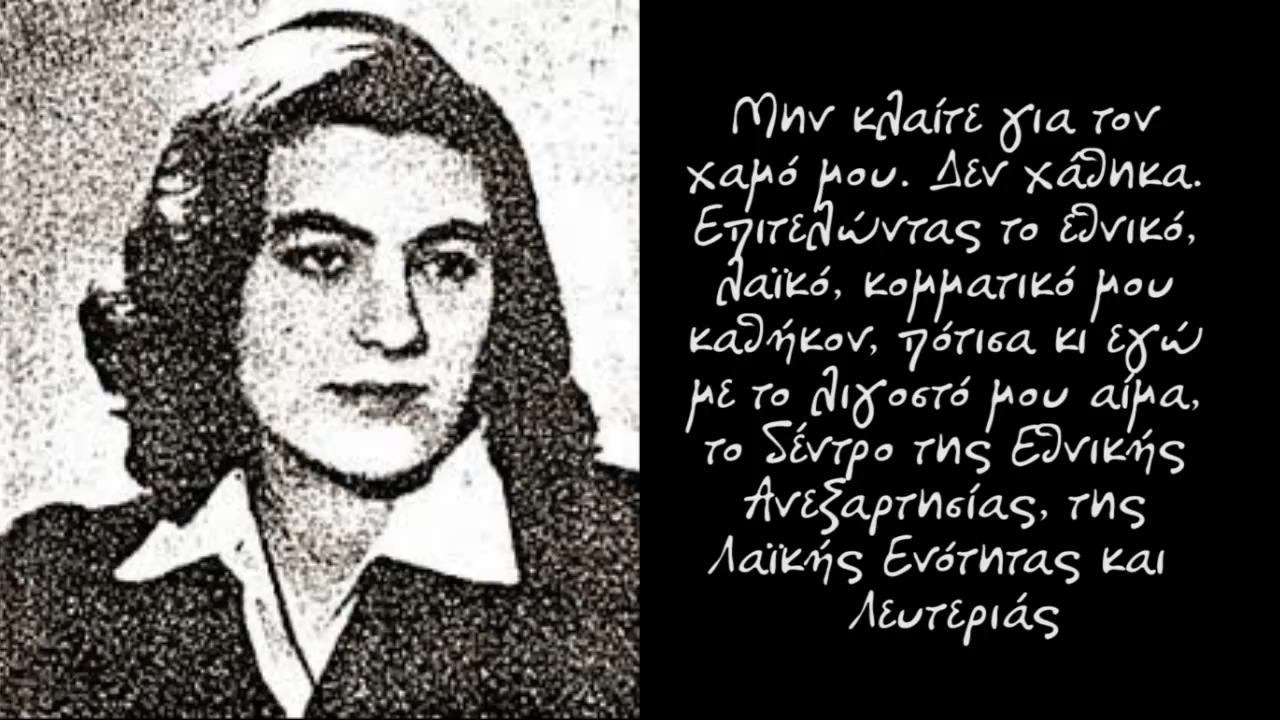 Μην κλαίτε για τον
χαμό μου. Δεν χάθηκα.
Επιτελώντας το εθνικό,
λαϊκό, κομματικό μου
καθήκον, πότισα κι εγώ
με το λιγοστό μου αίμα,
το δέντρο της Εθνικής
Ανεξαρτησίας, της
Λαϊκής Ενότητας και
Λευτεριάς